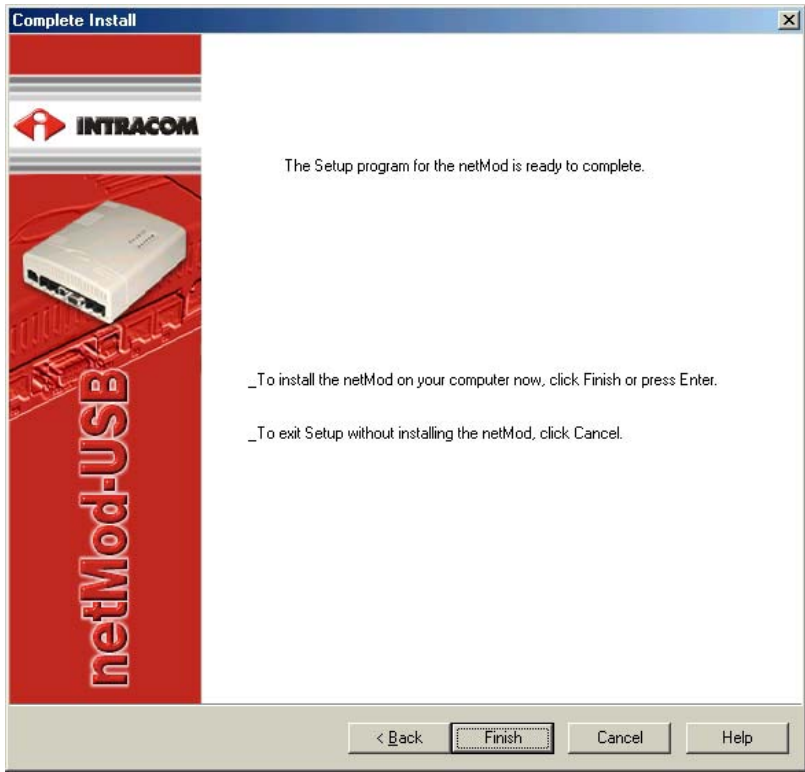 Complete Install
INTRACOM
The Setup program for the netMod is ready to complete.
_To install the netMod on your computer now, click Finish or press Enter.
_To exit Setup without installing the netMod, click Cancel.
netMod-USB
< Back
Finish
Cancel
Help